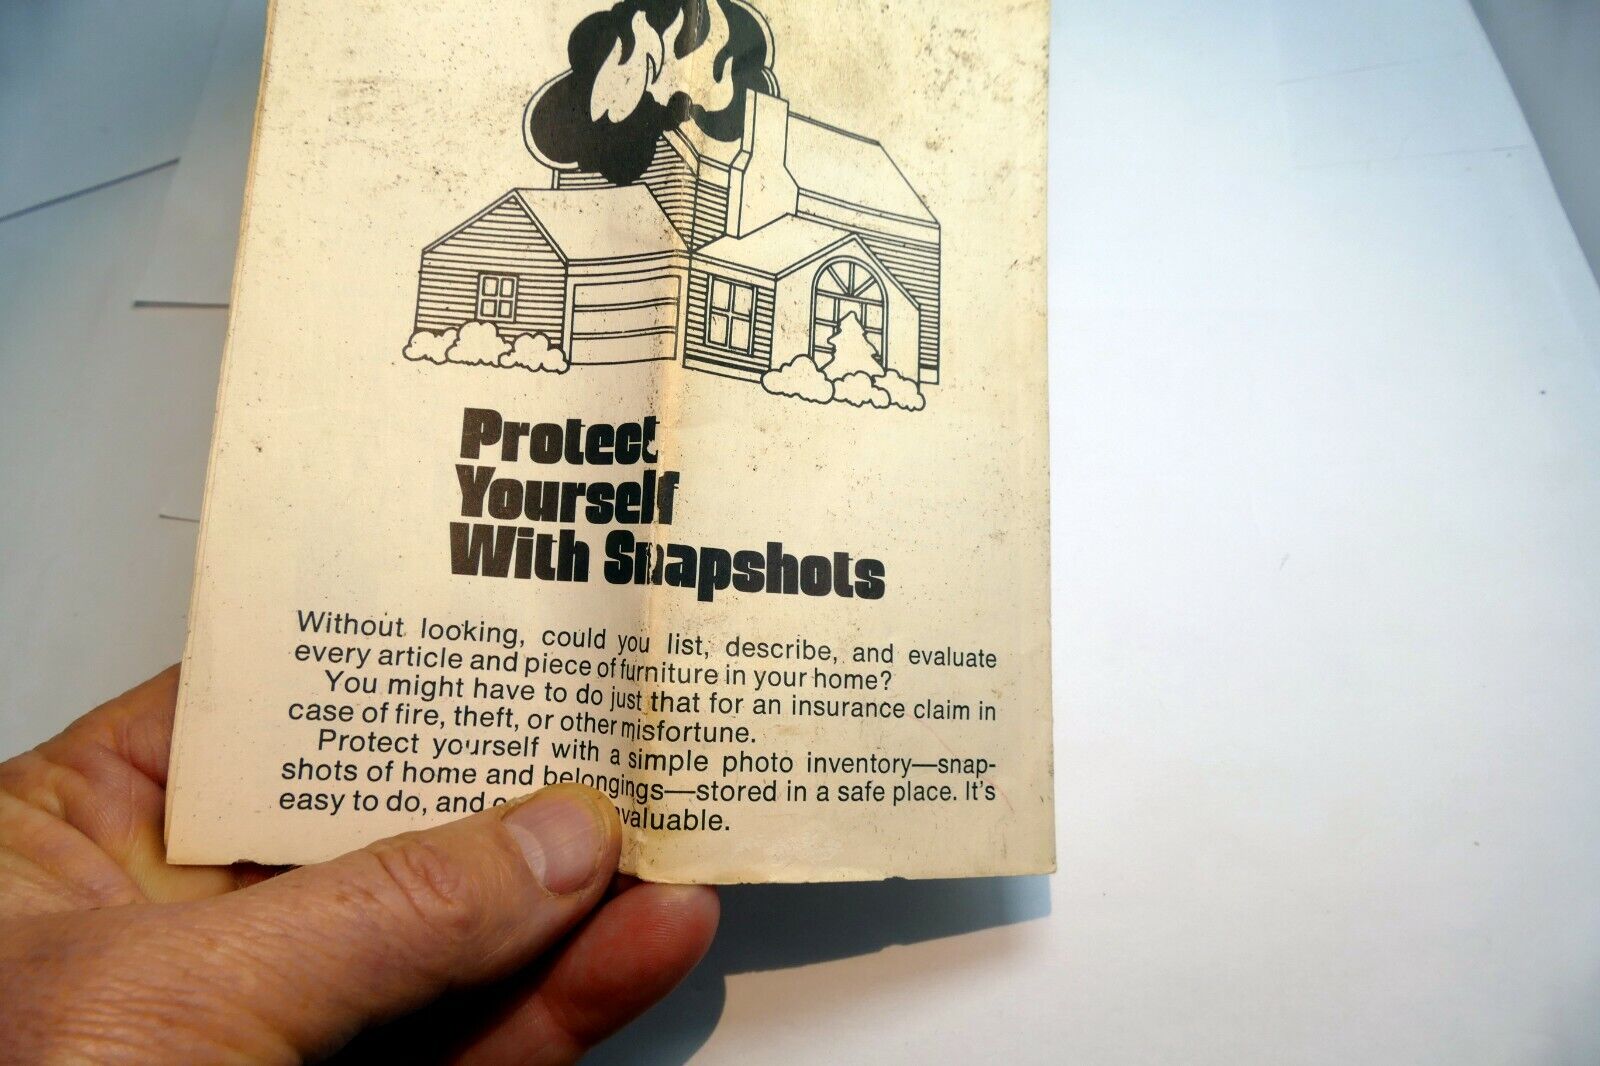 Protect
Yourself
With Snapshots
Without looking, could you list, describe, and evaluate
every article and piece of furniture in your home?
You might have to do just that for an insurance claim in
case of fire, theft, or other misfortune.
Protect yourself with a simple photo inventory—snap-
shots of home and belongings—stored in a safe place. It's
easy to do, and